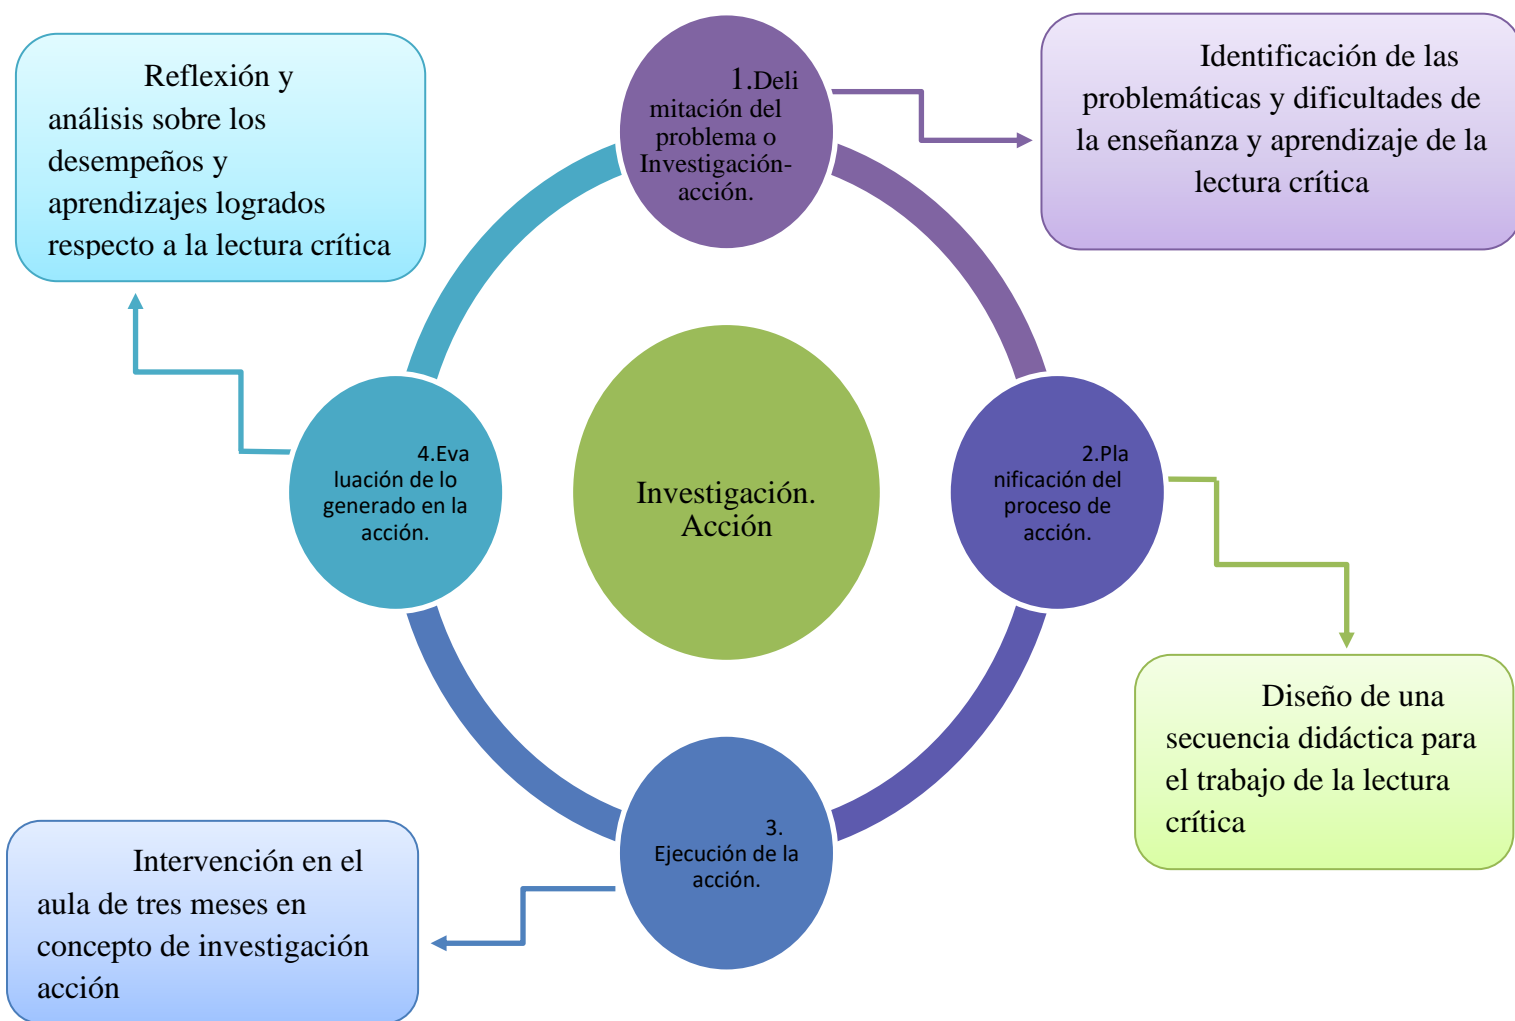 1.Deli
mitación del
problema o
Investigación-
acción.
Identificación de las
problemáticas y dificultades de
la enseñanza y aprendizaje de la
lectura crítica
2.Pla
nificación del
proceso de
acción.
Diseño de una
secuencia didáctica para
el trabajo de la lectura
crítica
3.
Ejecución de la
acción.
Intervención en el
aula de tres meses en
concepto de investigación
acción
4.Eva
luación de lo
generado en la
acción.
Reflexión y
análisis sobre los
desempeños y
aprendizajes logrados
respecto a la lectura crítica
Investigación.
Acción